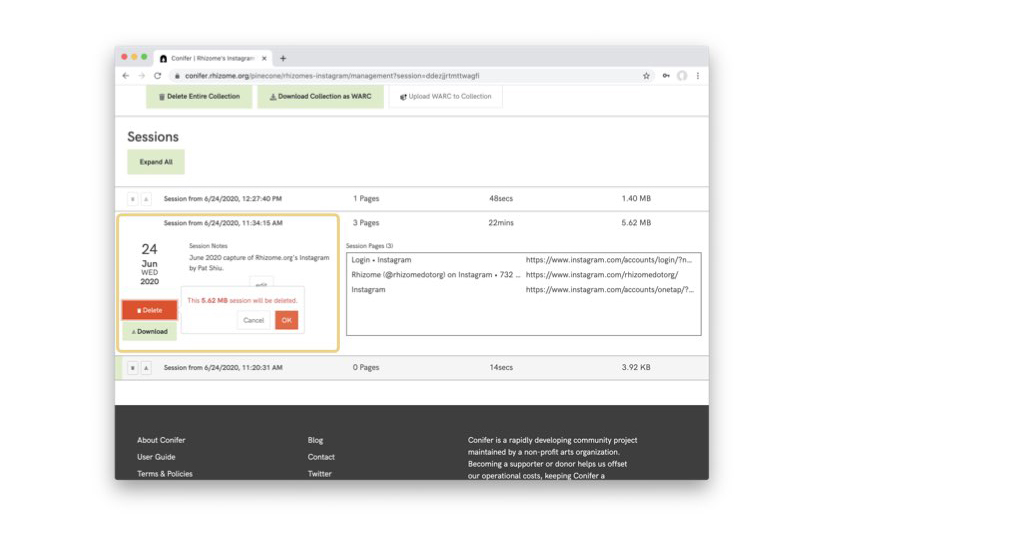 Conifer | Rhizome's Instagram
conifer.rhizome.org/pinecone/rhizomes-instagram/management?session=ddezjjrtmttwagfi
Delete Entire Collection Download Collection as WARC Upload WARC to Collection
Sessions
Expand All
Session from 6/24/2020, 12:27:40 PM 1 Pages 48secs 1.40 MB
Session from 6/24/2020, 11:34:15 AM 3 Pages 22mins 5.62 MB
24
Jun
WED
2020
Session Notes
June 2020 capture of Rhizome.org's Instagram
by Pat Shiu.
edit
This 5.62 MB session will be deleted.
Cancel OK
Delete
Download
Session Pages (3)
Login • Instagram https://www.instagram.com/accounts/login/?n...
Rhizome (@rhizomedotorg) on Instagram • 732 ... https://www.instagram.com/rhizomedotorg/
Instagram https://www.instagram.com/accounts/onetap/?...
Session from 6/24/2020, 11:20:31 AM 0 Pages 14secs 3.92 KB
About Conifer
User Guide
Terms & Policies
Blog
Contact
Twitter
Conifer is a rapidly developing community project
maintained by a non-profit arts organization.
Becoming a supporter or donor helps us offset
our operational costs, keeping Conifer a